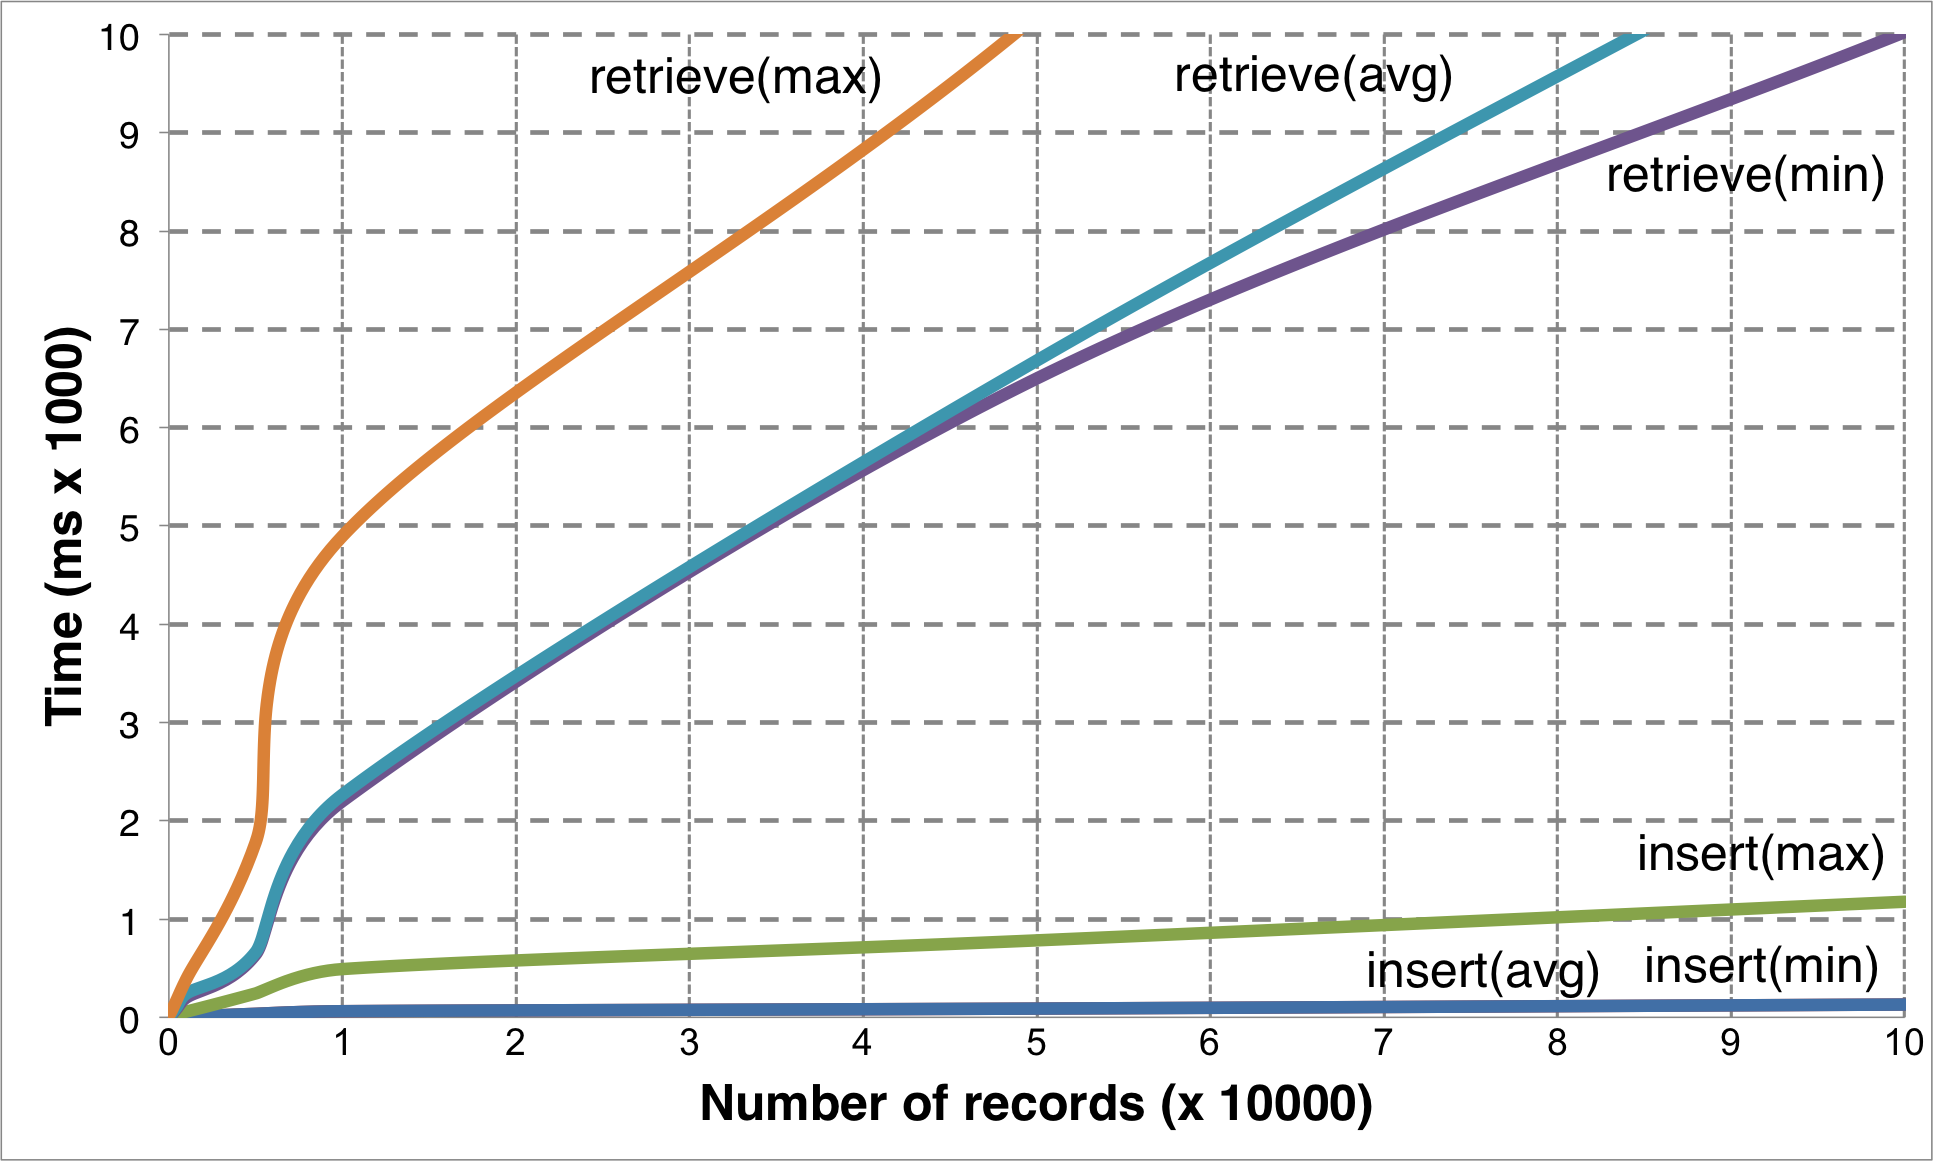 10
9
8
7
6
5
4
3
2
1
0
Time (ms x 1000)
retrieve(max)
retrieve(avg)
retrieve(min)
insert(max)
insert(avg)
insert(min)
0 1 2 3 4 5 6 7 8 9 10
Number of records (x 10000)